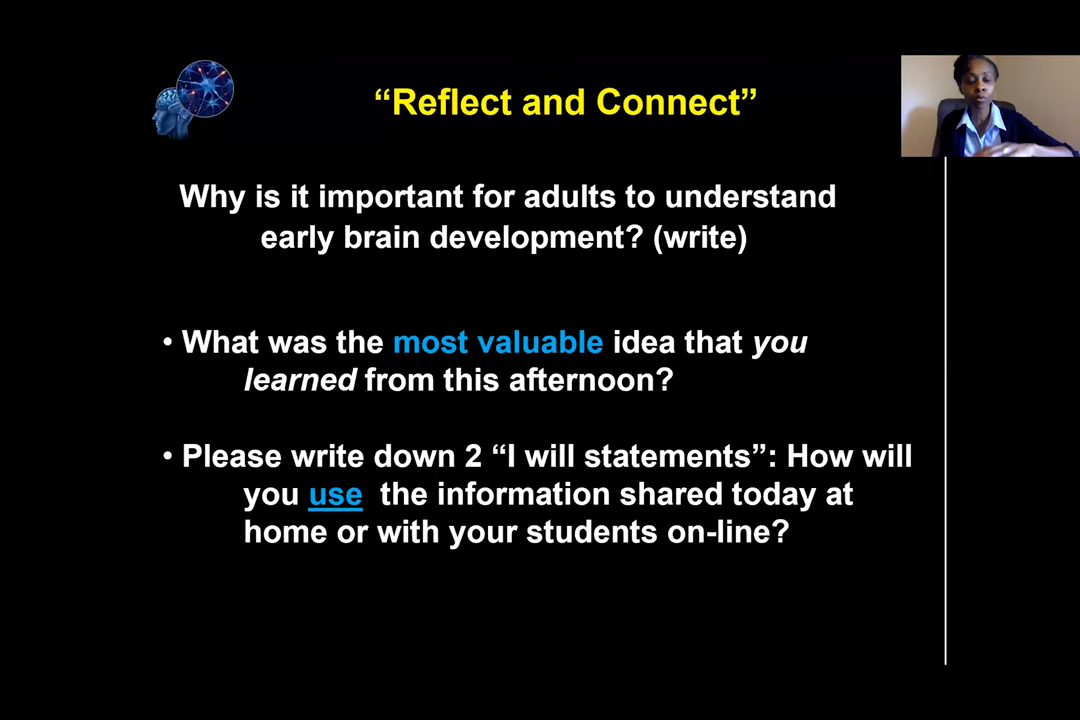 “Reflect and Connect”
Why is it important for adults to understand
early brain development? (write)
• What was the most valuable idea that you
learned from this afternoon?
• Please write down 2 “I will statements”: How will
you use the information shared today at
home or with your students on-line?